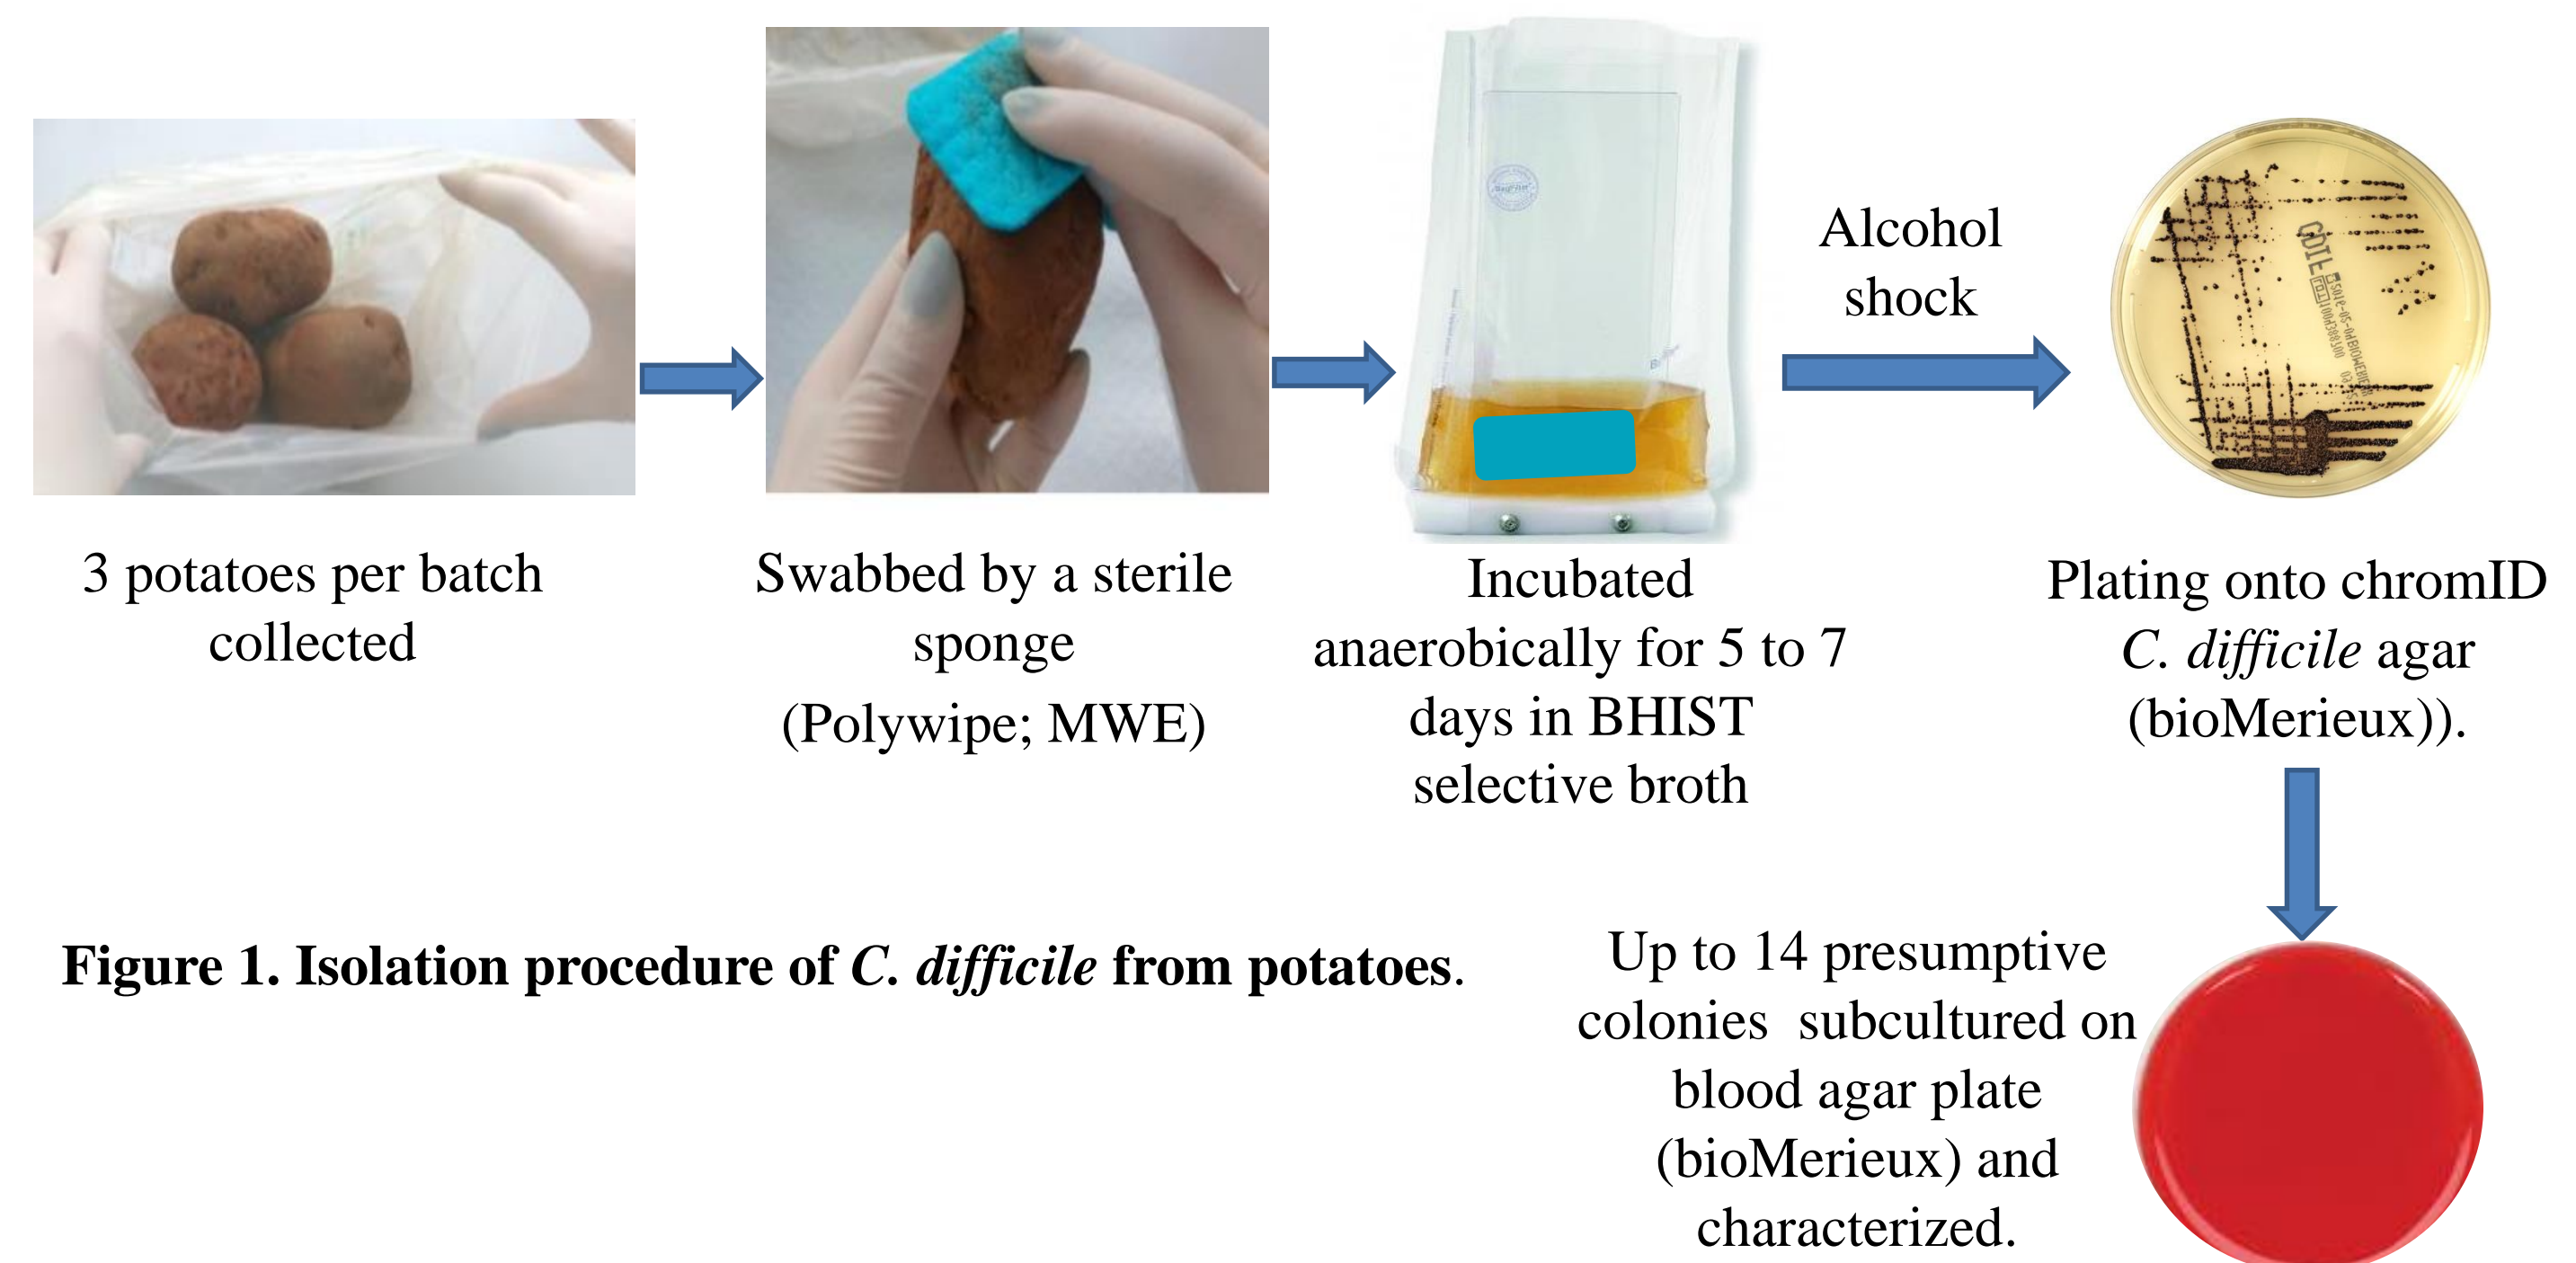 3 potatoes per batch
collected
Swabbed by a sterile
sponge
(Polywipe; MWE)
Incubated
anaerobically for 5 to 7
days in BHIST
selective broth
Alcohol
shock
CDIF
Plating onto chromID
C. difficile agar
(bioMerieux)).
Up to 14 presumptive
colonies  subcultured on
blood agar plate
(bioMerieux) and
characterized.
Figure 1. Isolation procedure of C. difficile from potatoes.